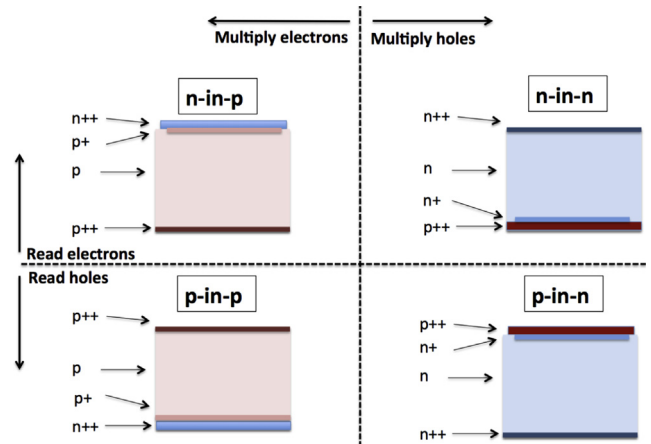 Multiply electrons
Multiply holes
n-in-p
n++
p+
p
p++
n-in-n
n++
n
n+
p++
Read electrons
Read holes
p-in-p
p++
p
p+
n++
p-in-n
p++
n+
n
n++